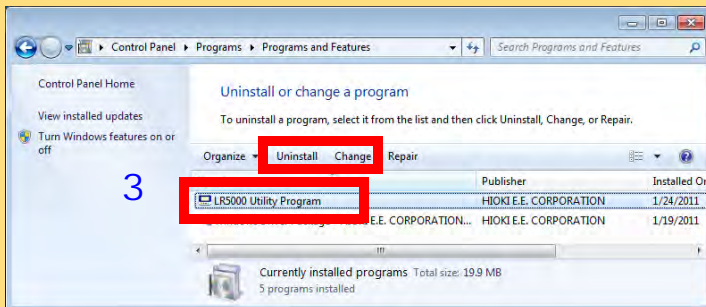 Control Panel Programs Programs and Features Search Programs and Features
Control Panel Home
View installed updates
Turn Windows features on or
off
Uninstall or change a program
To uninstall a program, select it from the list and then click Uninstall, Change, or Repair.
Organize Uninstall Change Repair
3
Publisher Installed On
LR5000 Utility Program HIOKI E.E. CORPORATION 1/24/2011
E.E. CORPORATION... HIOKI E.E. CORPORATION 1/19/2011
Currently installed programs Total size: 19.9 MB
5 programs installed